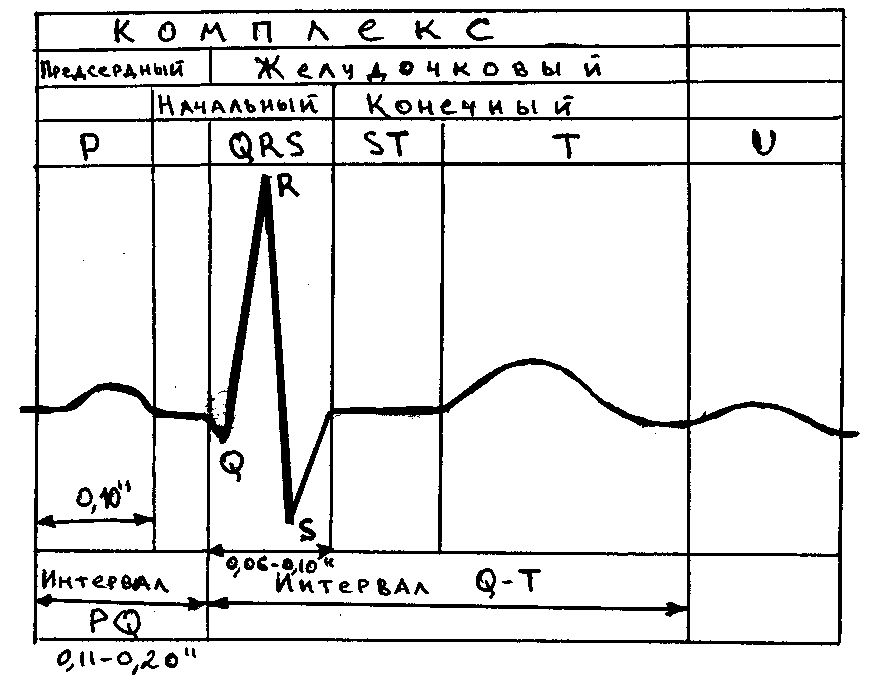 Комплекс
Предсердный Желудочковый
Начальный Конечный
P QRS ST T U
R
Q
0,10"
S
0,06-0,10"
Интервал Интервал Q-T
PQ
0,11-0,20"